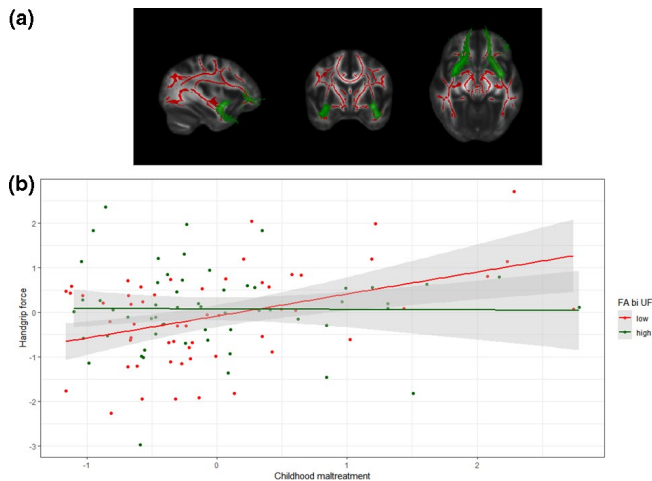 (a)
(b)
2
1
0
-1
-2
-3
Handgrip force
-1
0
1
2
Childhood maltreatment
FA bi UF
low
high